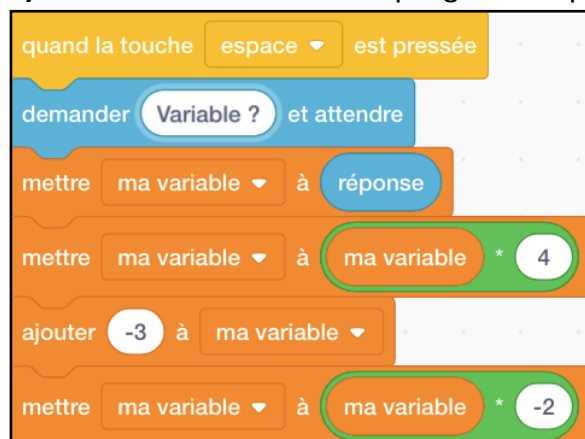 quand la touche espace est pressée
demander Variable ? et attendre
mettre ma variable à réponse
mettre ma variable à ma variable * 4
ajouter -3 à ma variable
mettre ma variable à ma variable * -2